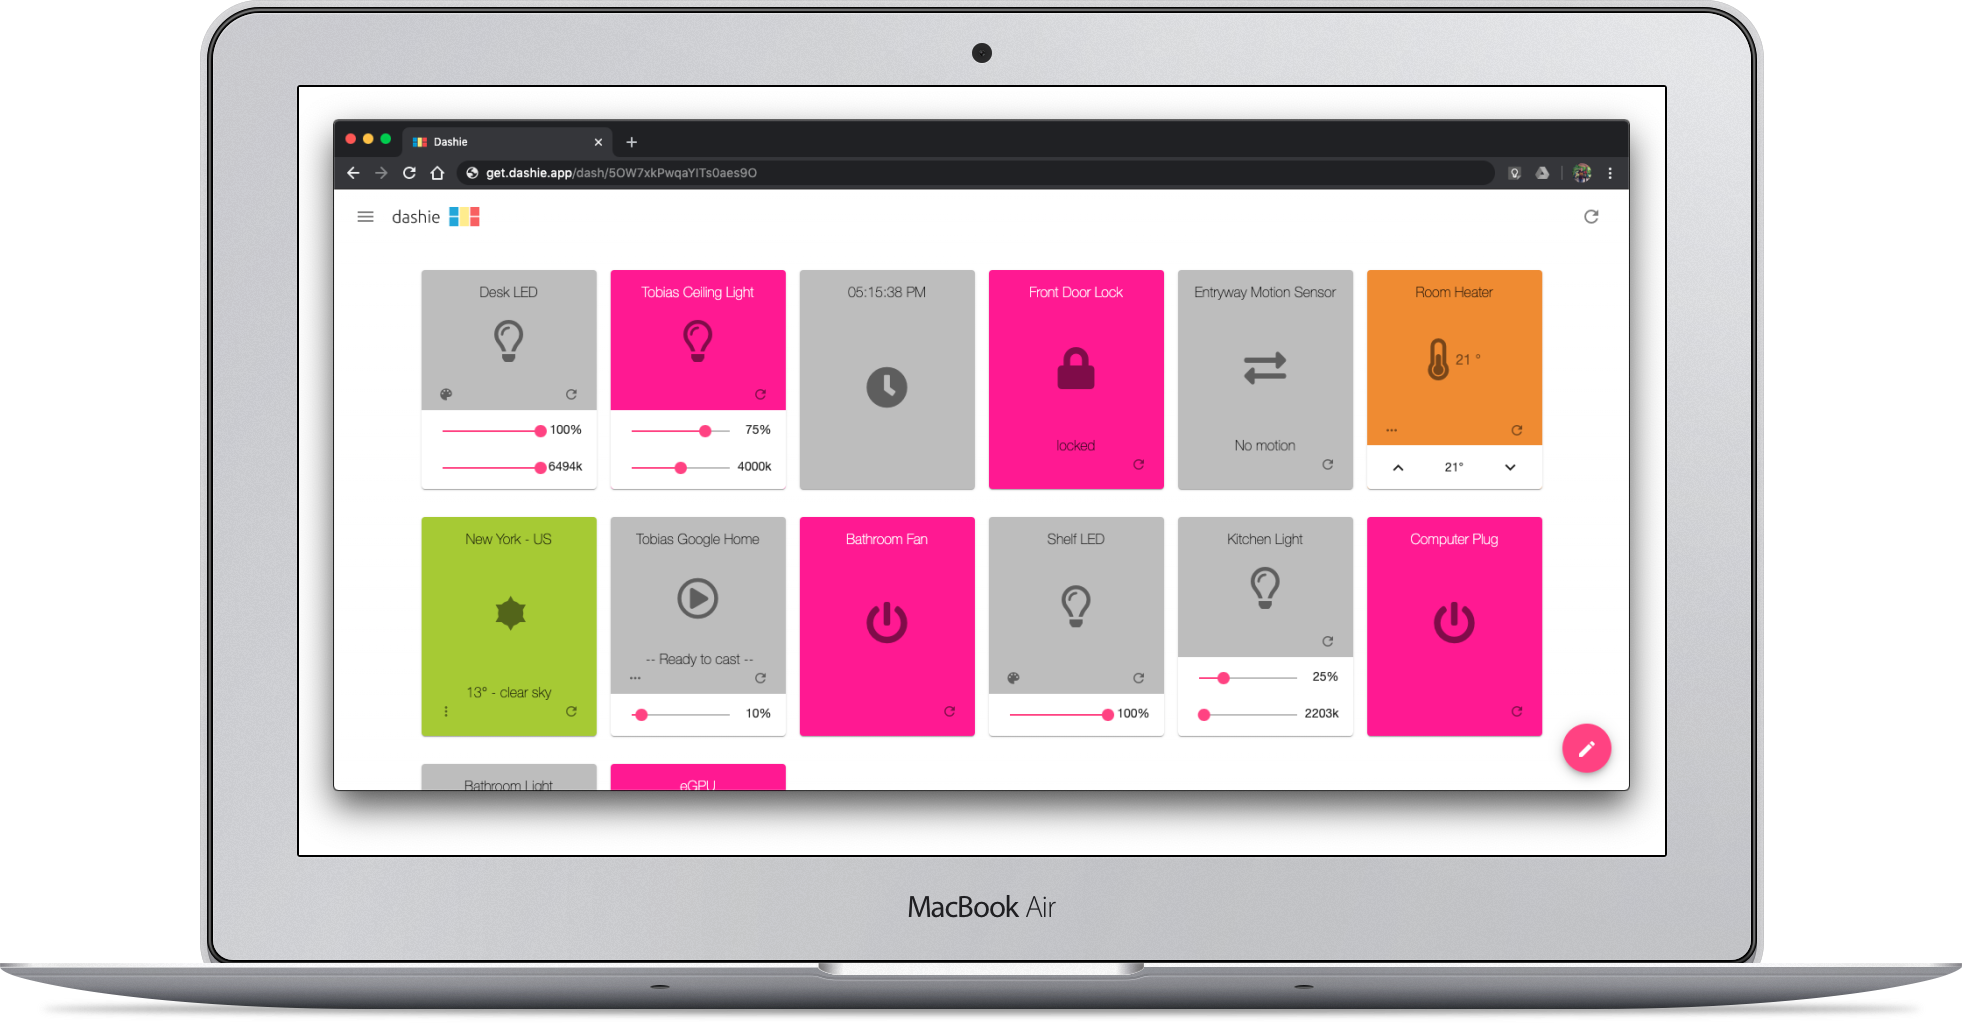 Dashie
get.dashie.app/dash/5OW7xkPwqaYlTs0aes9O
dashie
Desk LED
100%
6494k
Tobias Ceiling Light
75%
4000k
05:15:38 PM
Front Door Lock
locked
Entryway Motion Sensor
No motion
Room Heater
21 °
21°
New York - US
13° - clear sky
Tobias Google Home
-- Ready to cast --
10%
Bathroom Fan
Shelf LED
100%
Kitchen Light
25%
2203k
Computer Plug
Bathroom Light
eGPU
MacBook Air